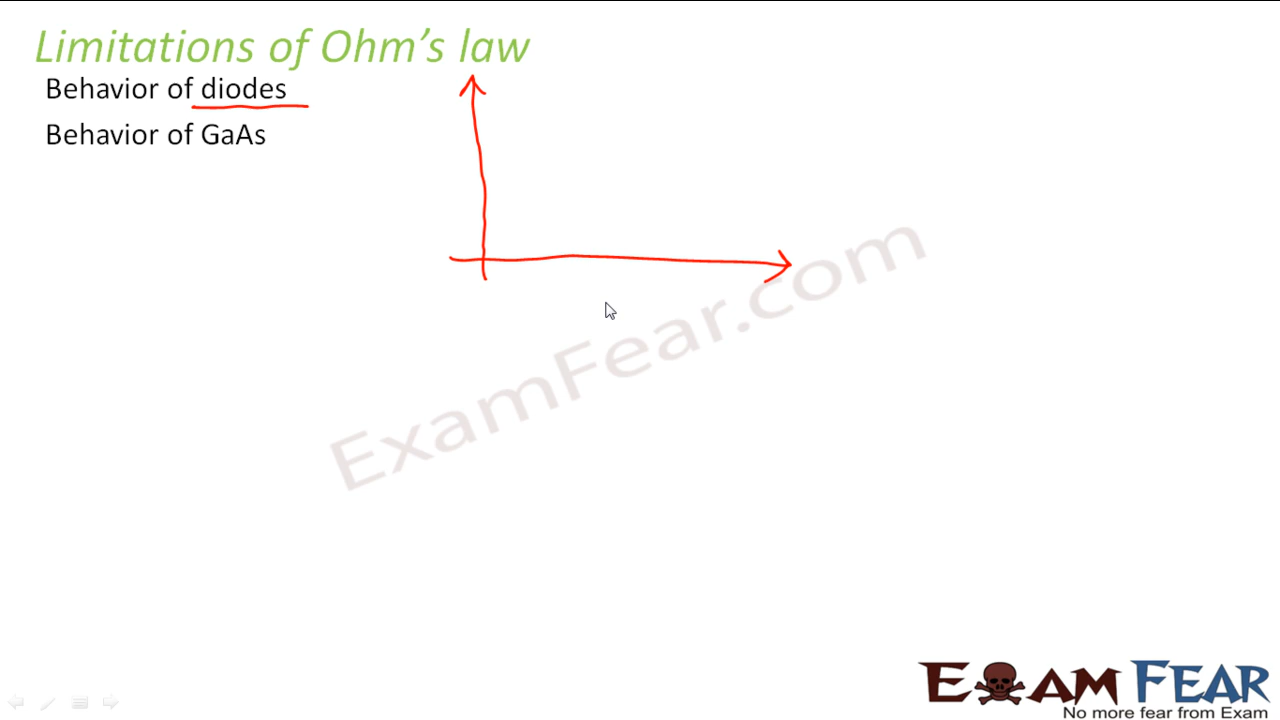 Limitations of Ohm's law
Behavior of diodes
Behavior of GaAs
ExamFear.com
EXAM FEAR
No more fear from Exam